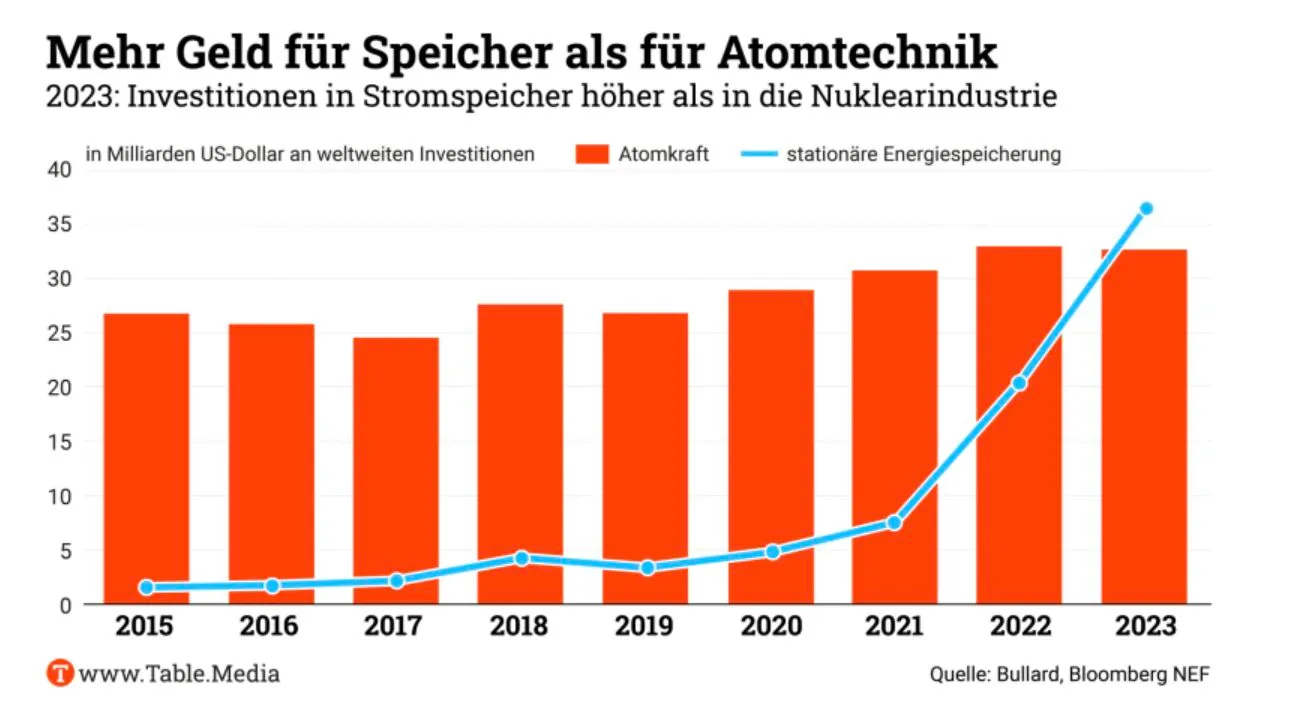 Mehr Geld für Speicher als für Atomtechnik
2023: Investitionen in Stromspeicher höher als in die Nuklearindustrie
in Milliarden US-Dollar an weltweiten Investitionen Atomkraft stationäre Energiespeicherung
40
35
30
25
20
15
10
5
0
2015 2016 2017 2018 2019 2020 2021 2022 2023
T www.Table.Media Quelle: Bullard, Bloomberg NEF